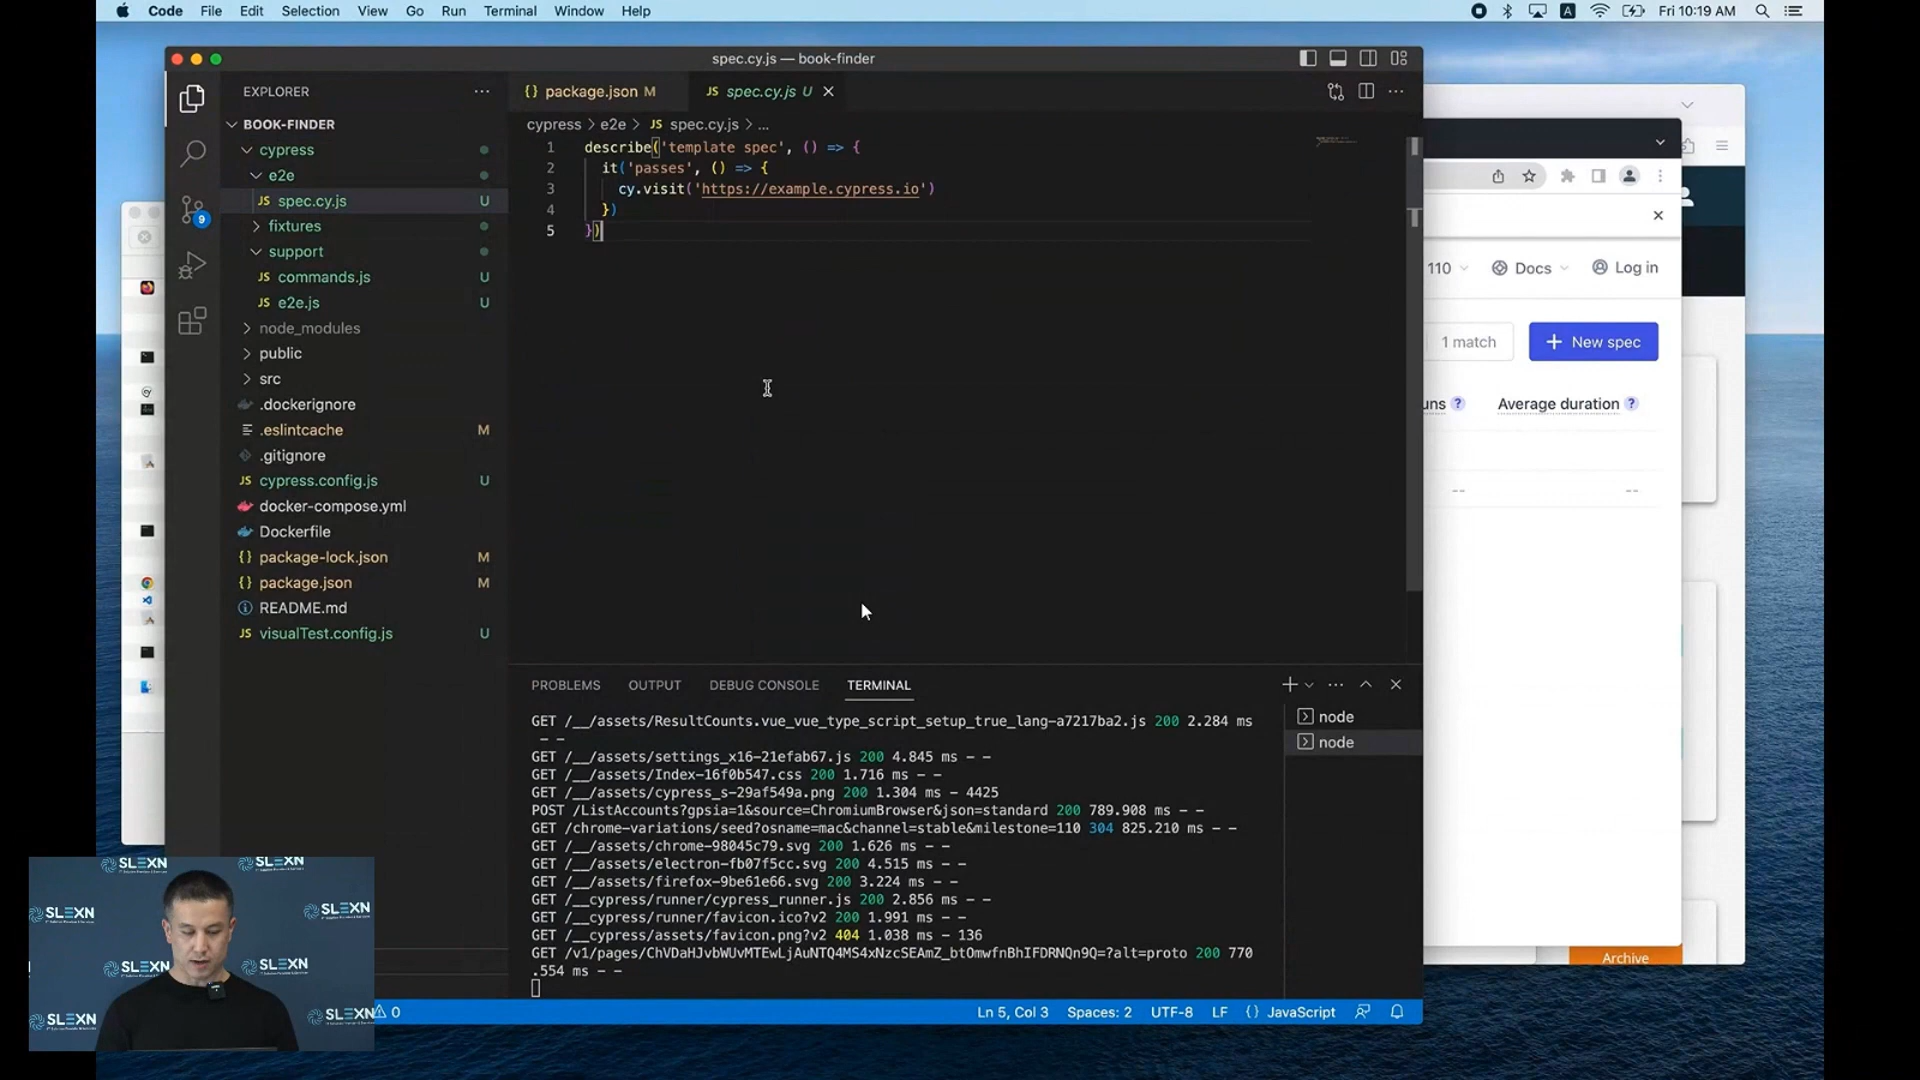 Code File Edit Selection View Go Run Terminal Window Help
A Fri 10:19 AM
spec.cy.js — book-finder
EXPLORER
BOOK-FINDER
cypress
e2e
JS spec.cy.js U
fixtures
support
JS commands.js U
JS e2e.js U
node_modules
public
src
.dockerignore
.eslintcache M
.gitignore
JS cypress.config.js U
docker-compose.yml
Dockerfile
{} package-lock.json M
{} package.json M
README.md
JS visualTest.config.js U
9
{} package.json M
JS spec.cy.js U
cypress > e2e > JS spec.cy.js > ...
1 describe('template spec', () => {
2 it('passes', () => {
3 cy.visit('https://example.cypress.io')
4 })
5 })
PROBLEMS OUTPUT DEBUG CONSOLE TERMINAL
GET /__/assets/ResultCounts.vue_vue_type_script_setup_true_lang-a7217ba2.js 200 2.284 ms
- -
GET /__/assets/settings_x16-21efab67.js 200 4.845 ms - -
GET /__/assets/Index-16f0b547.css 200 1.716 ms - -
GET /__/assets/cypress_s-29af549a.png 200 1.304 ms - 4425
POST /ListAccounts?gpsia=1&source=ChromiumBrowser&json=standard 200 789.908 ms - -
GET /chrome-variations/seed?osname=mac&channel=stable&milestone=110 304 825.210 ms - -
GET /__/assets/chrome-98045c79.svg 200 1.626 ms - -
GET /__/assets/electron-fb07f5cc.svg 200 4.515 ms - -
GET /__/assets/firefox-9be61e66.svg 200 3.224 ms - -
GET /__cypress/runner/cypress_runner.js 200 2.856 ms - -
GET /__cypress/runner/favicon.ico?v2 200 1.991 ms - -
GET /__cypress/assets/favicon.png?v2 404 1.038 ms - 136
GET /v1/pages/ChVDaHJvbWUvMTEwLjAuNTQ4MS4xNzcSEAmZ_btOmwfnBhIFDRNQn9Q=?alt=proto 200 770
.554 ms - -
node
node
0
Ln 5, Col 3 Spaces: 2 UTF-8 LF {} JavaScript
110 Docs Log in
1 match + New spec
uns ? Average duration ?
-- --
Archive
SLEXN
SLEXN
SLEXN
SLEXN
SLEXN
SLEXN
SLEXN
SLEXN